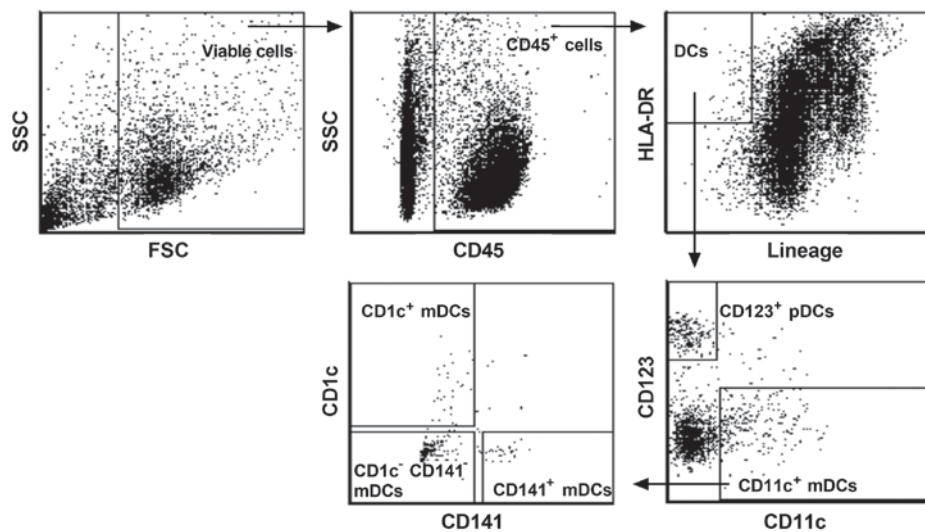 SSC
Viable cells
FSC
SSC
CD45⁺ cells
CD45
HLA-DR
DCs
Lineage
CD1c
CD1c⁺ mDCs
CD1c⁻ CD141⁻
mDCs
CD141⁺ mDCs
CD141
CD123
CD123⁺ pDCs
CD11c⁺ mDCs
CD11c